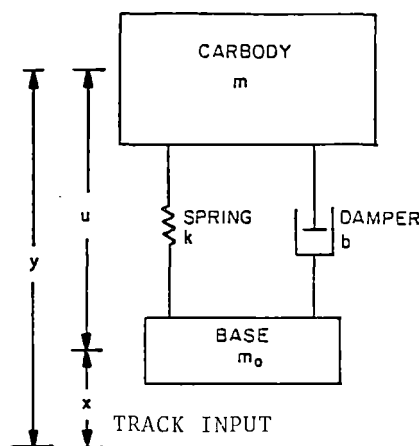 CARBODY
m
u
y
SPRING
k
DAMPER
b
BASE
m₀
x
TRACK INPUT